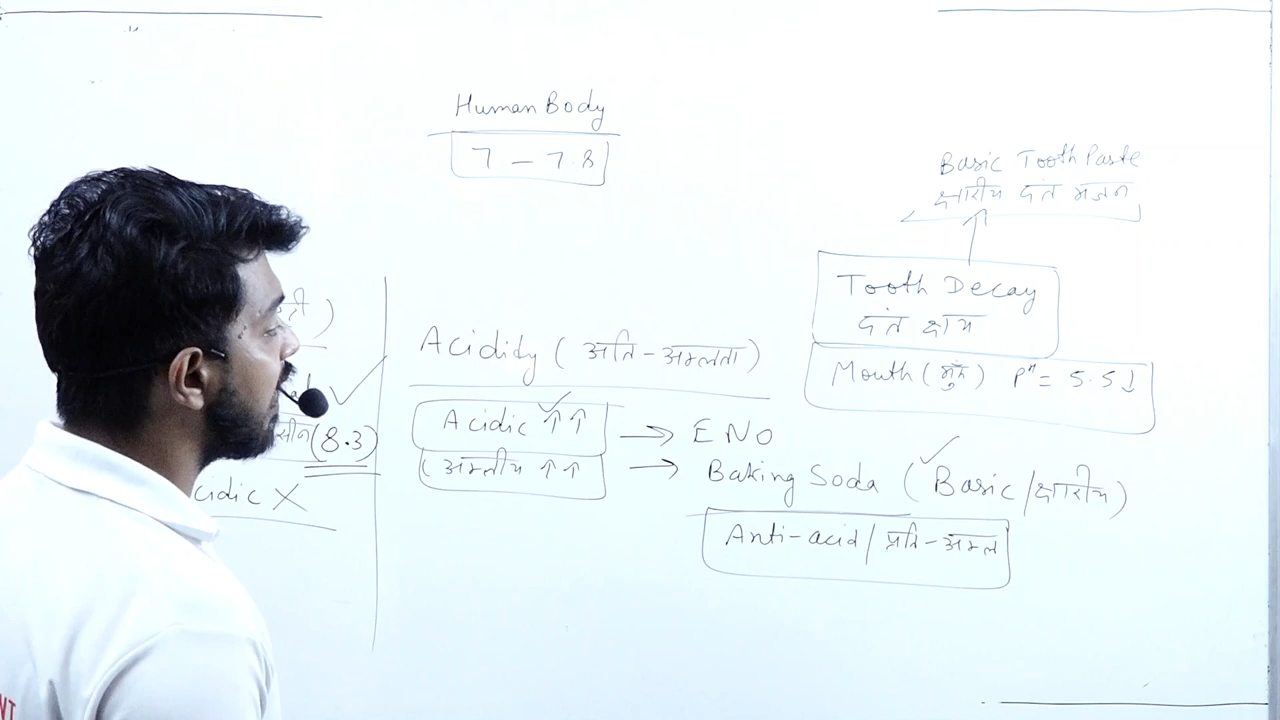 Human Body
7 – 7.8
Basic Tooth Paste
क्षारीय दंत मंजन
Tooth Decay
दंत क्षय
Mouth (मुँह) pH = 5.5↓
Acidity (अति-अम्लता)
Acidic ↑↑
(अम्लीय ↑↑
→ ENO
→ Baking Soda (Basic/क्षारीय)
Anti-acid/प्रति-अम्ल
(8.3)
cidic X
NT